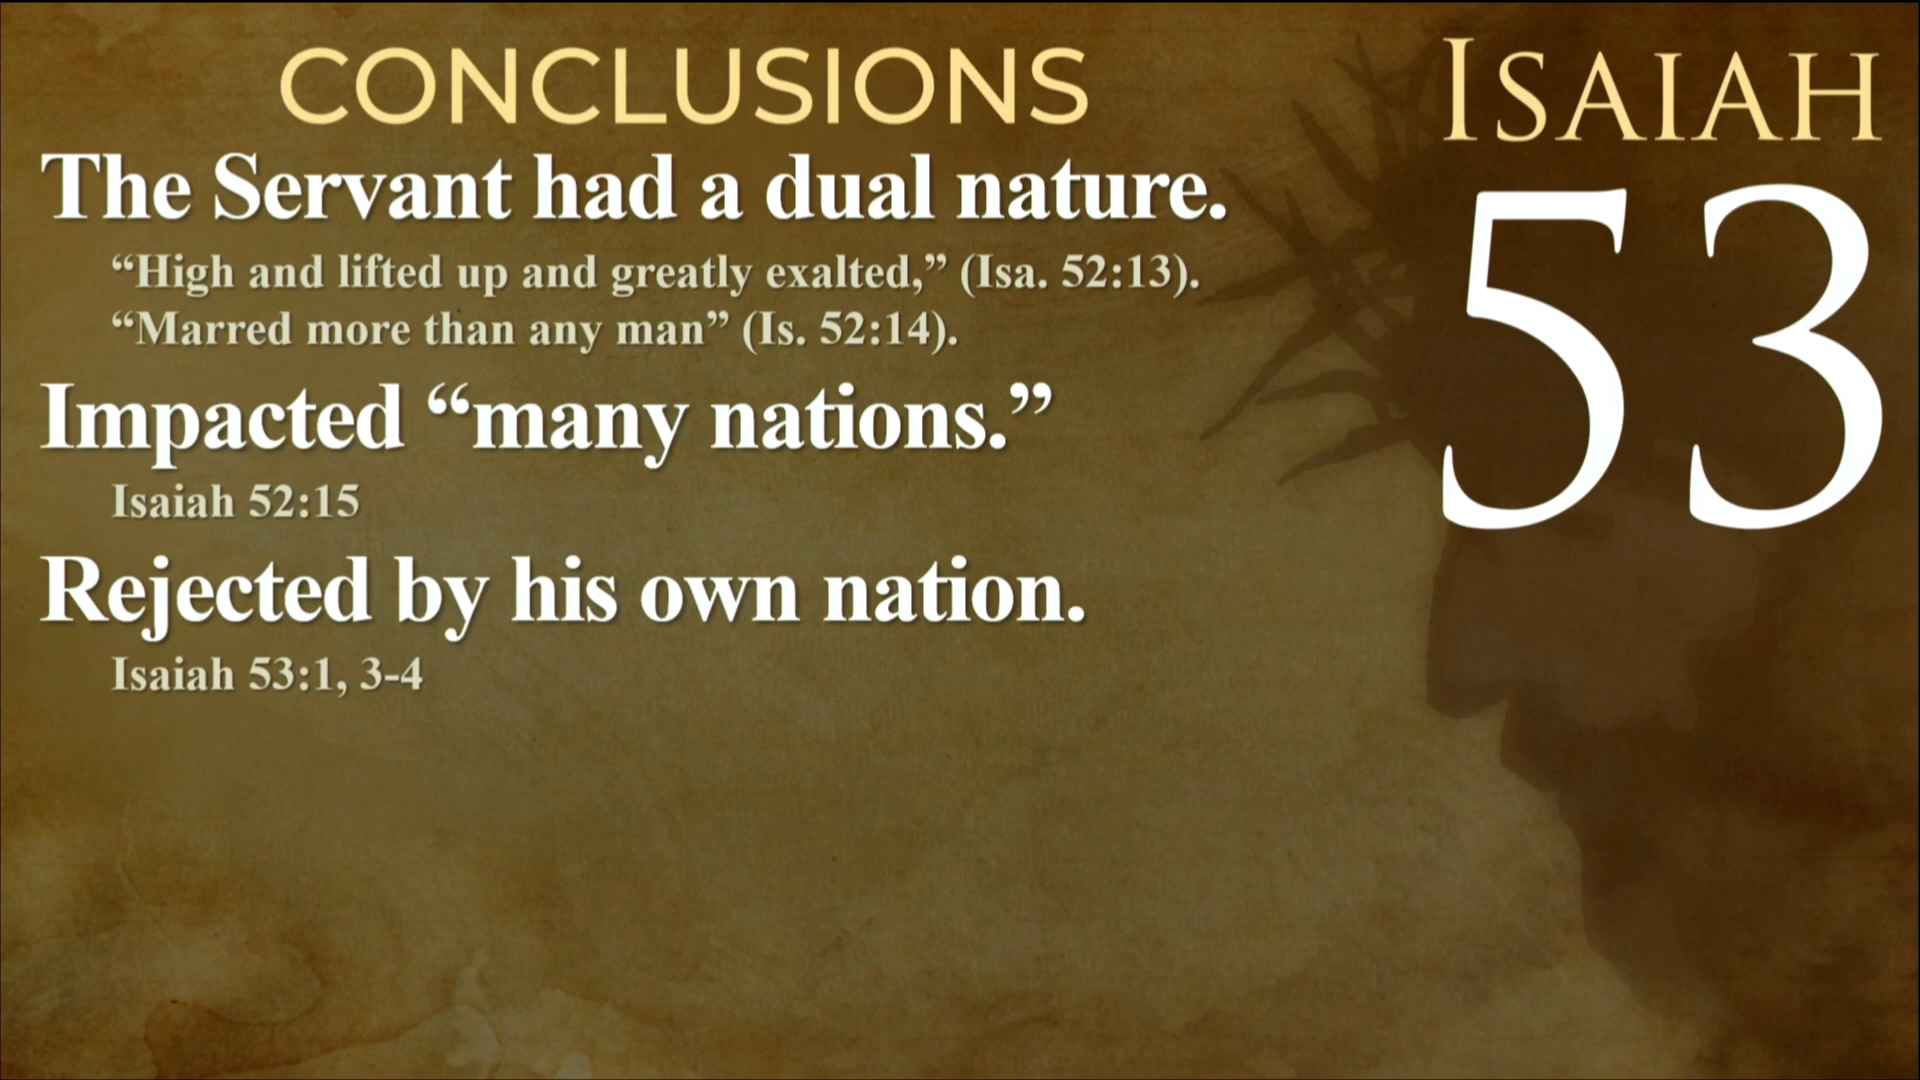 CONCLUSIONS
The Servant had a dual nature.
“High and lifted up and greatly exalted,” (Isa. 52:13).
“Marred more than any man” (Is. 52:14).
Impacted “many nations.”
Isaiah 52:15
Rejected by his own nation.
Isaiah 53:1, 3-4
ISAIAH
53